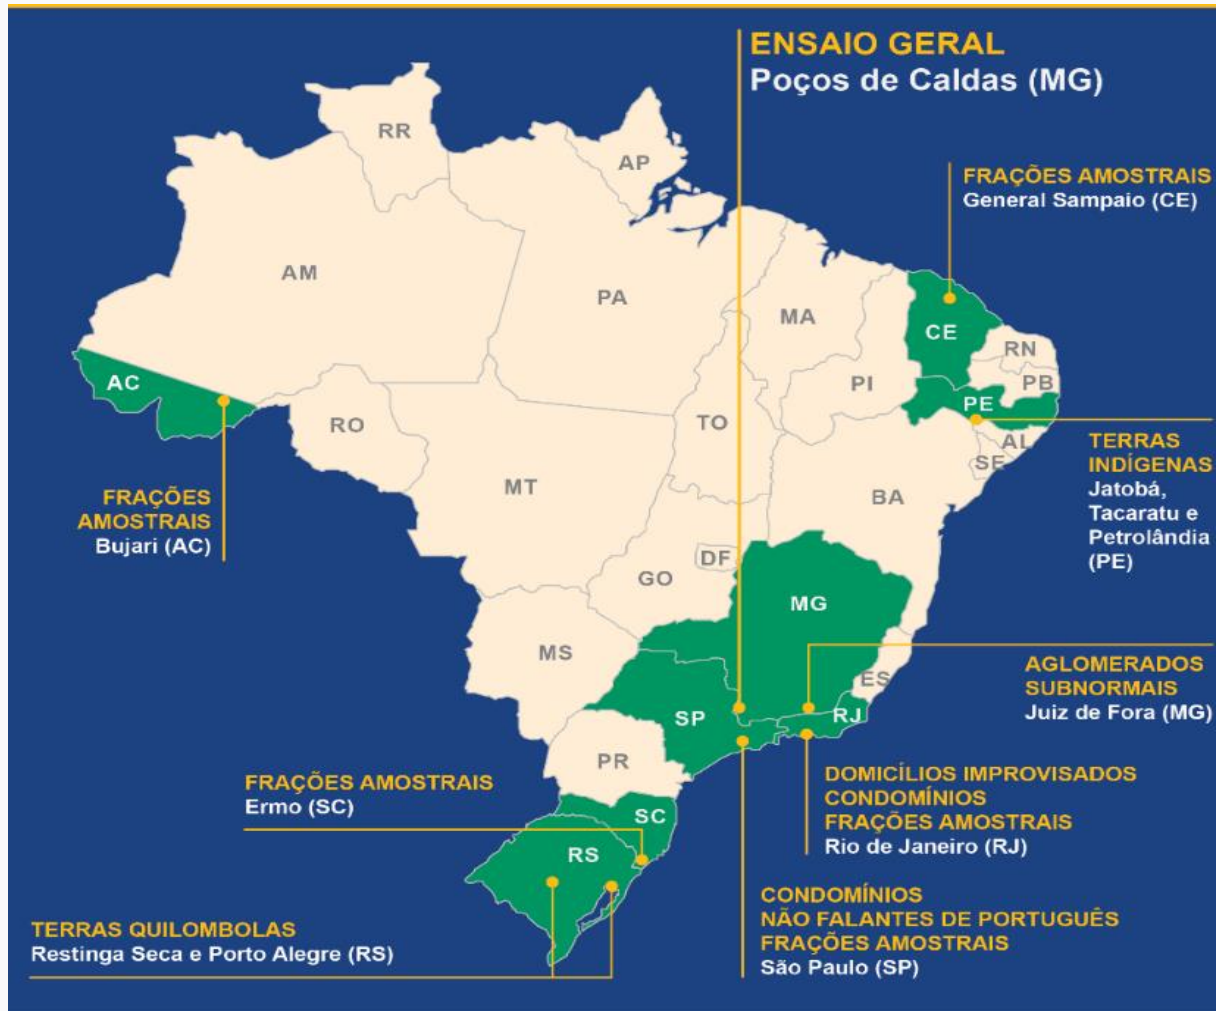 ENSAIO GERAL
Poços de Caldas (MG)
RR
AP
FRAÇÕES AMOSTRAIS
General Sampaio (CE)
AM
PA
MA
CE
RN
PB
PI
PE
AC
RO
TO
AL
SE
TERRAS
INDÍGENAS
Jatobá,
Tacaratu e
Petrolândia
(PE)
MT
BA
FRAÇÕES
AMOSTRAIS
Bujari (AC)
DF
GO
MG
MS
ES
AGLOMERADOS
SUBNORMAIS
Juiz de Fora (MG)
SP
RJ
PR
FRAÇÕES AMOSTRAIS
Ermo (SC)
DOMICÍLIOS IMPROVISADOS
CONDOMÍNIOS
FRAÇÕES AMOSTRAIS
Rio de Janeiro (RJ)
SC
RS
CONDOMÍNIOS
NÃO FALANTES DE PORTUGUÊS
FRAÇÕES AMOSTRAIS
São Paulo (SP)
TERRAS QUILOMBOLAS
Restinga Seca e Porto Alegre (RS)